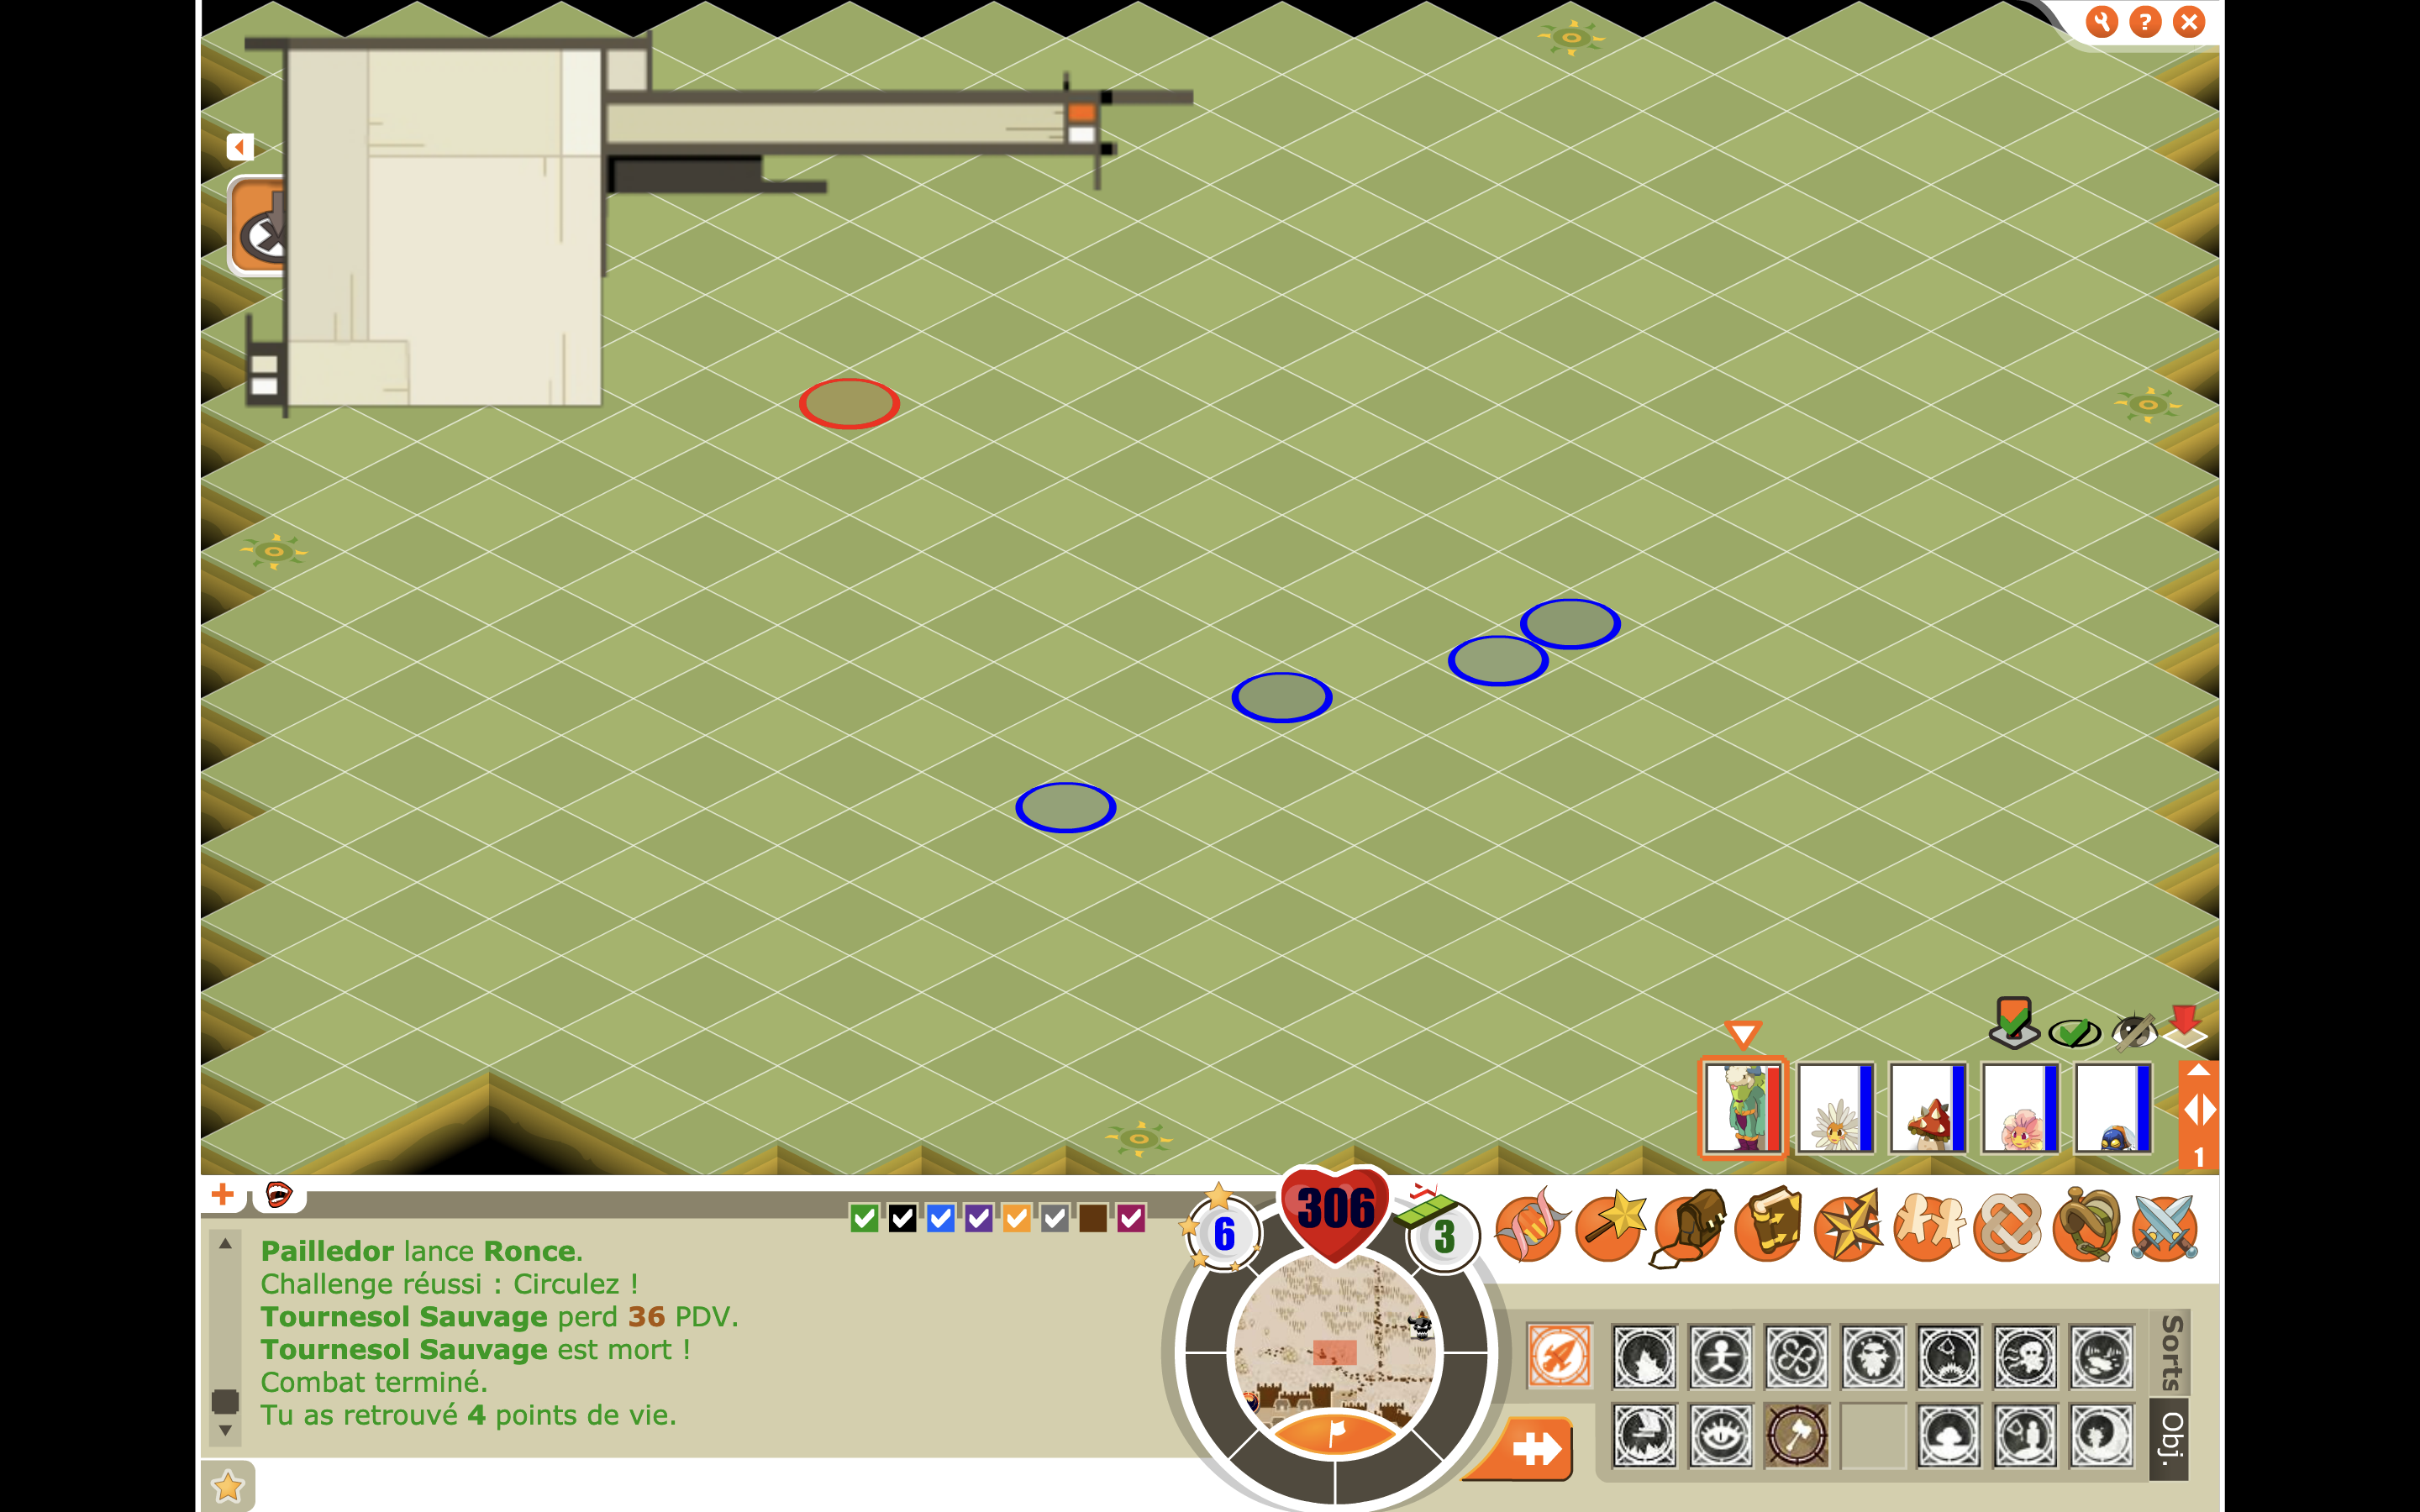 ?
1
6
306
3
Pailledor lance Ronce.
Challenge réussi : Circulez !
Tournesol Sauvage perd 36 PDV.
Tournesol Sauvage est mort !
Combat terminé.
Tu as retrouvé 4 points de vie.
Sorts
Obj.